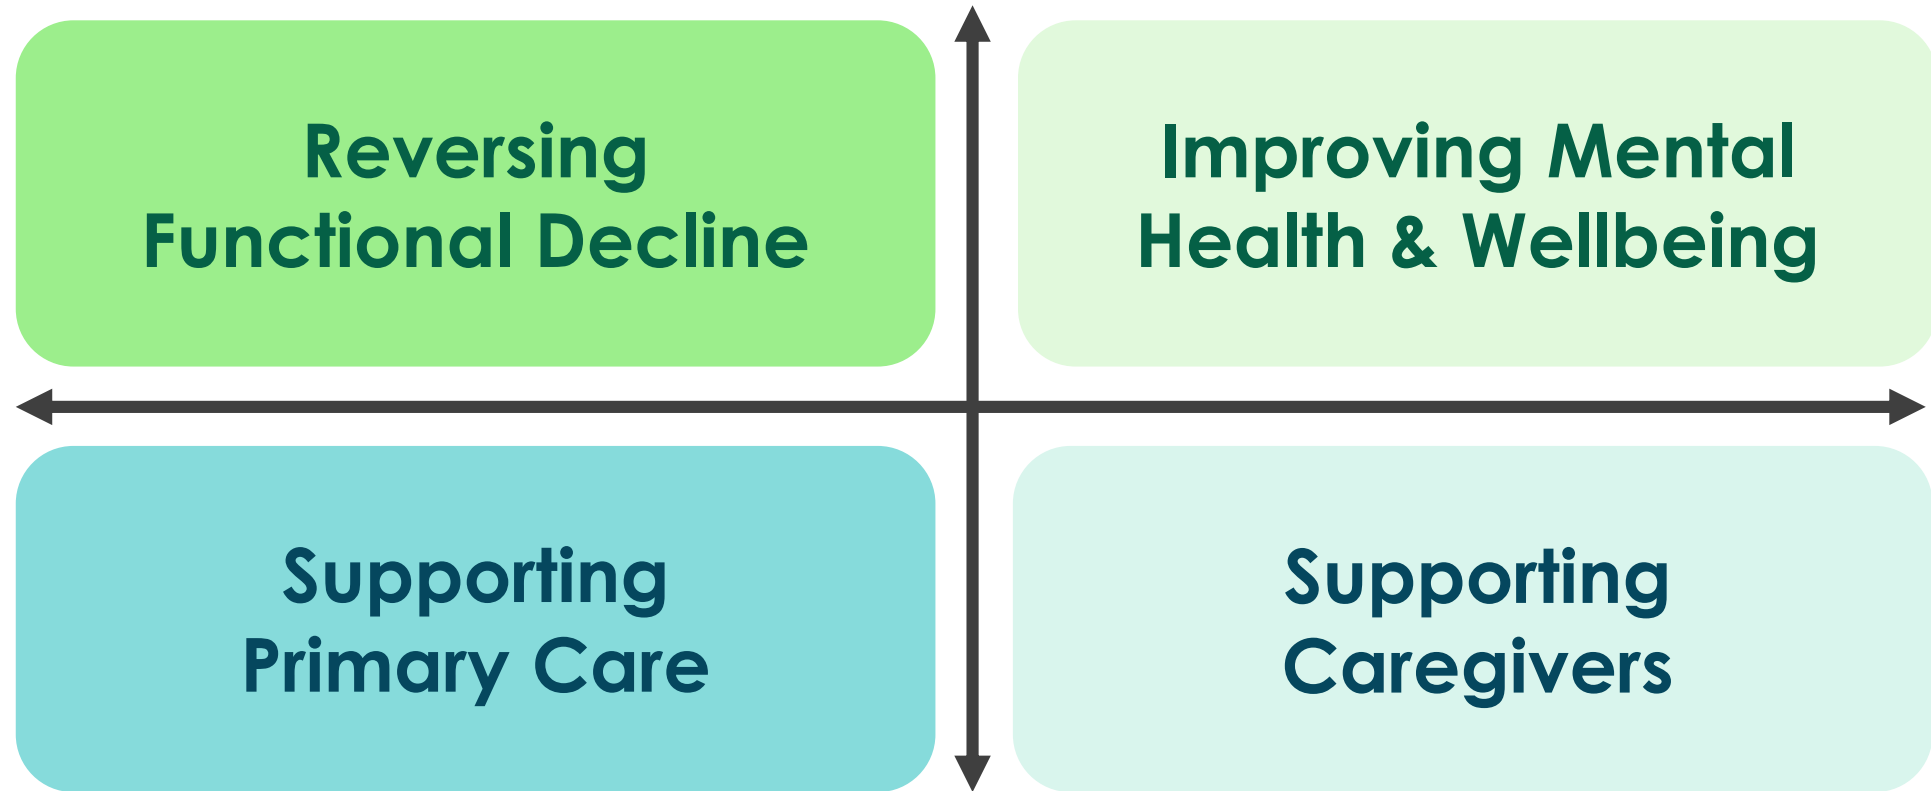 Reversing
Functional Decline
Improving Mental
Health & Wellbeing
Supporting
Primary Care
Supporting
Caregivers